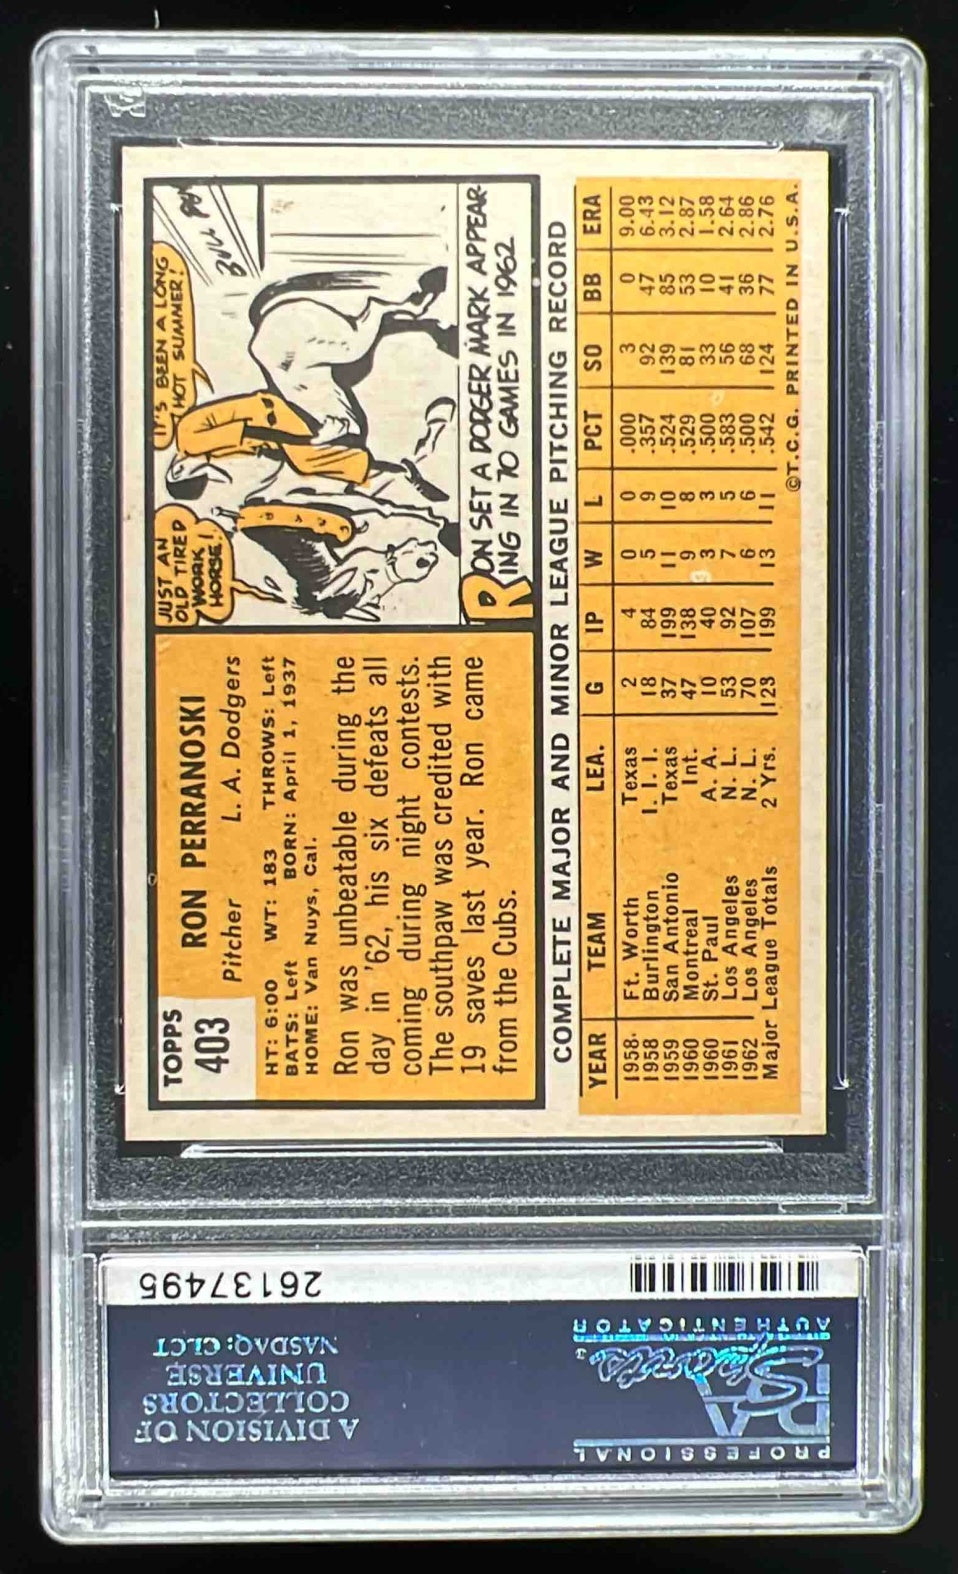 TOPPS
403
RON PERRANOSKI
Pitcher L. A. Dodgers
HT: 6:00 WT: 183 THROWS: Left
BATS: Left BORN: April 1, 1937
HOME: Van Nuys, Cal.
Ron was unbeatable during the
day in '62, his six defeats all
coming during night contests.
The southpaw was credited with
19 saves last year. Ron came
from the Cubs.
JUST AN
OLD TIRED
WORK
HORSE!
IT'S BEEN A LONG
HOT SUMMER!
BULL PEN
RON SET A DODGER MARK APPEAR-
ING IN 70 GAMES IN 1962
COMPLETE MAJOR AND MINOR LEAGUE PITCHING RECORD
YEAR TEAM LEA. G IP W L PCT SO BB ERA
1958 Ft. Worth Texas 2 4 0 0 .000 3 0 9.00
1958 Burlington I. I. I. 18 84 5 9 .357 92 47 6.43
1959 San Antonio Texas 37 199 11 10 .524 139 85 3.12
1960 Montreal Int. 47 138 9 8 .529 81 53 2.87
1960 St. Paul A. A. 10 40 3 3 .500 33 10 1.58
1961 Los Angeles N. L. 53 92 7 5 .583 56 41 2.64
1962 Los Angeles N. L. 70 107 6 6 .500 68 36 2.86
Major League Totals 2 Yrs. 123 199 13 11 .542 124 77 2.76
©T.C.G. PRINTED IN U.S.A.
PROFESSIONAL
PSA
Sports
AUTHENTICATOR
A DIVISION OF
COLLECTORS
UNIVERSE
NASDAQ: CLCT
26137495